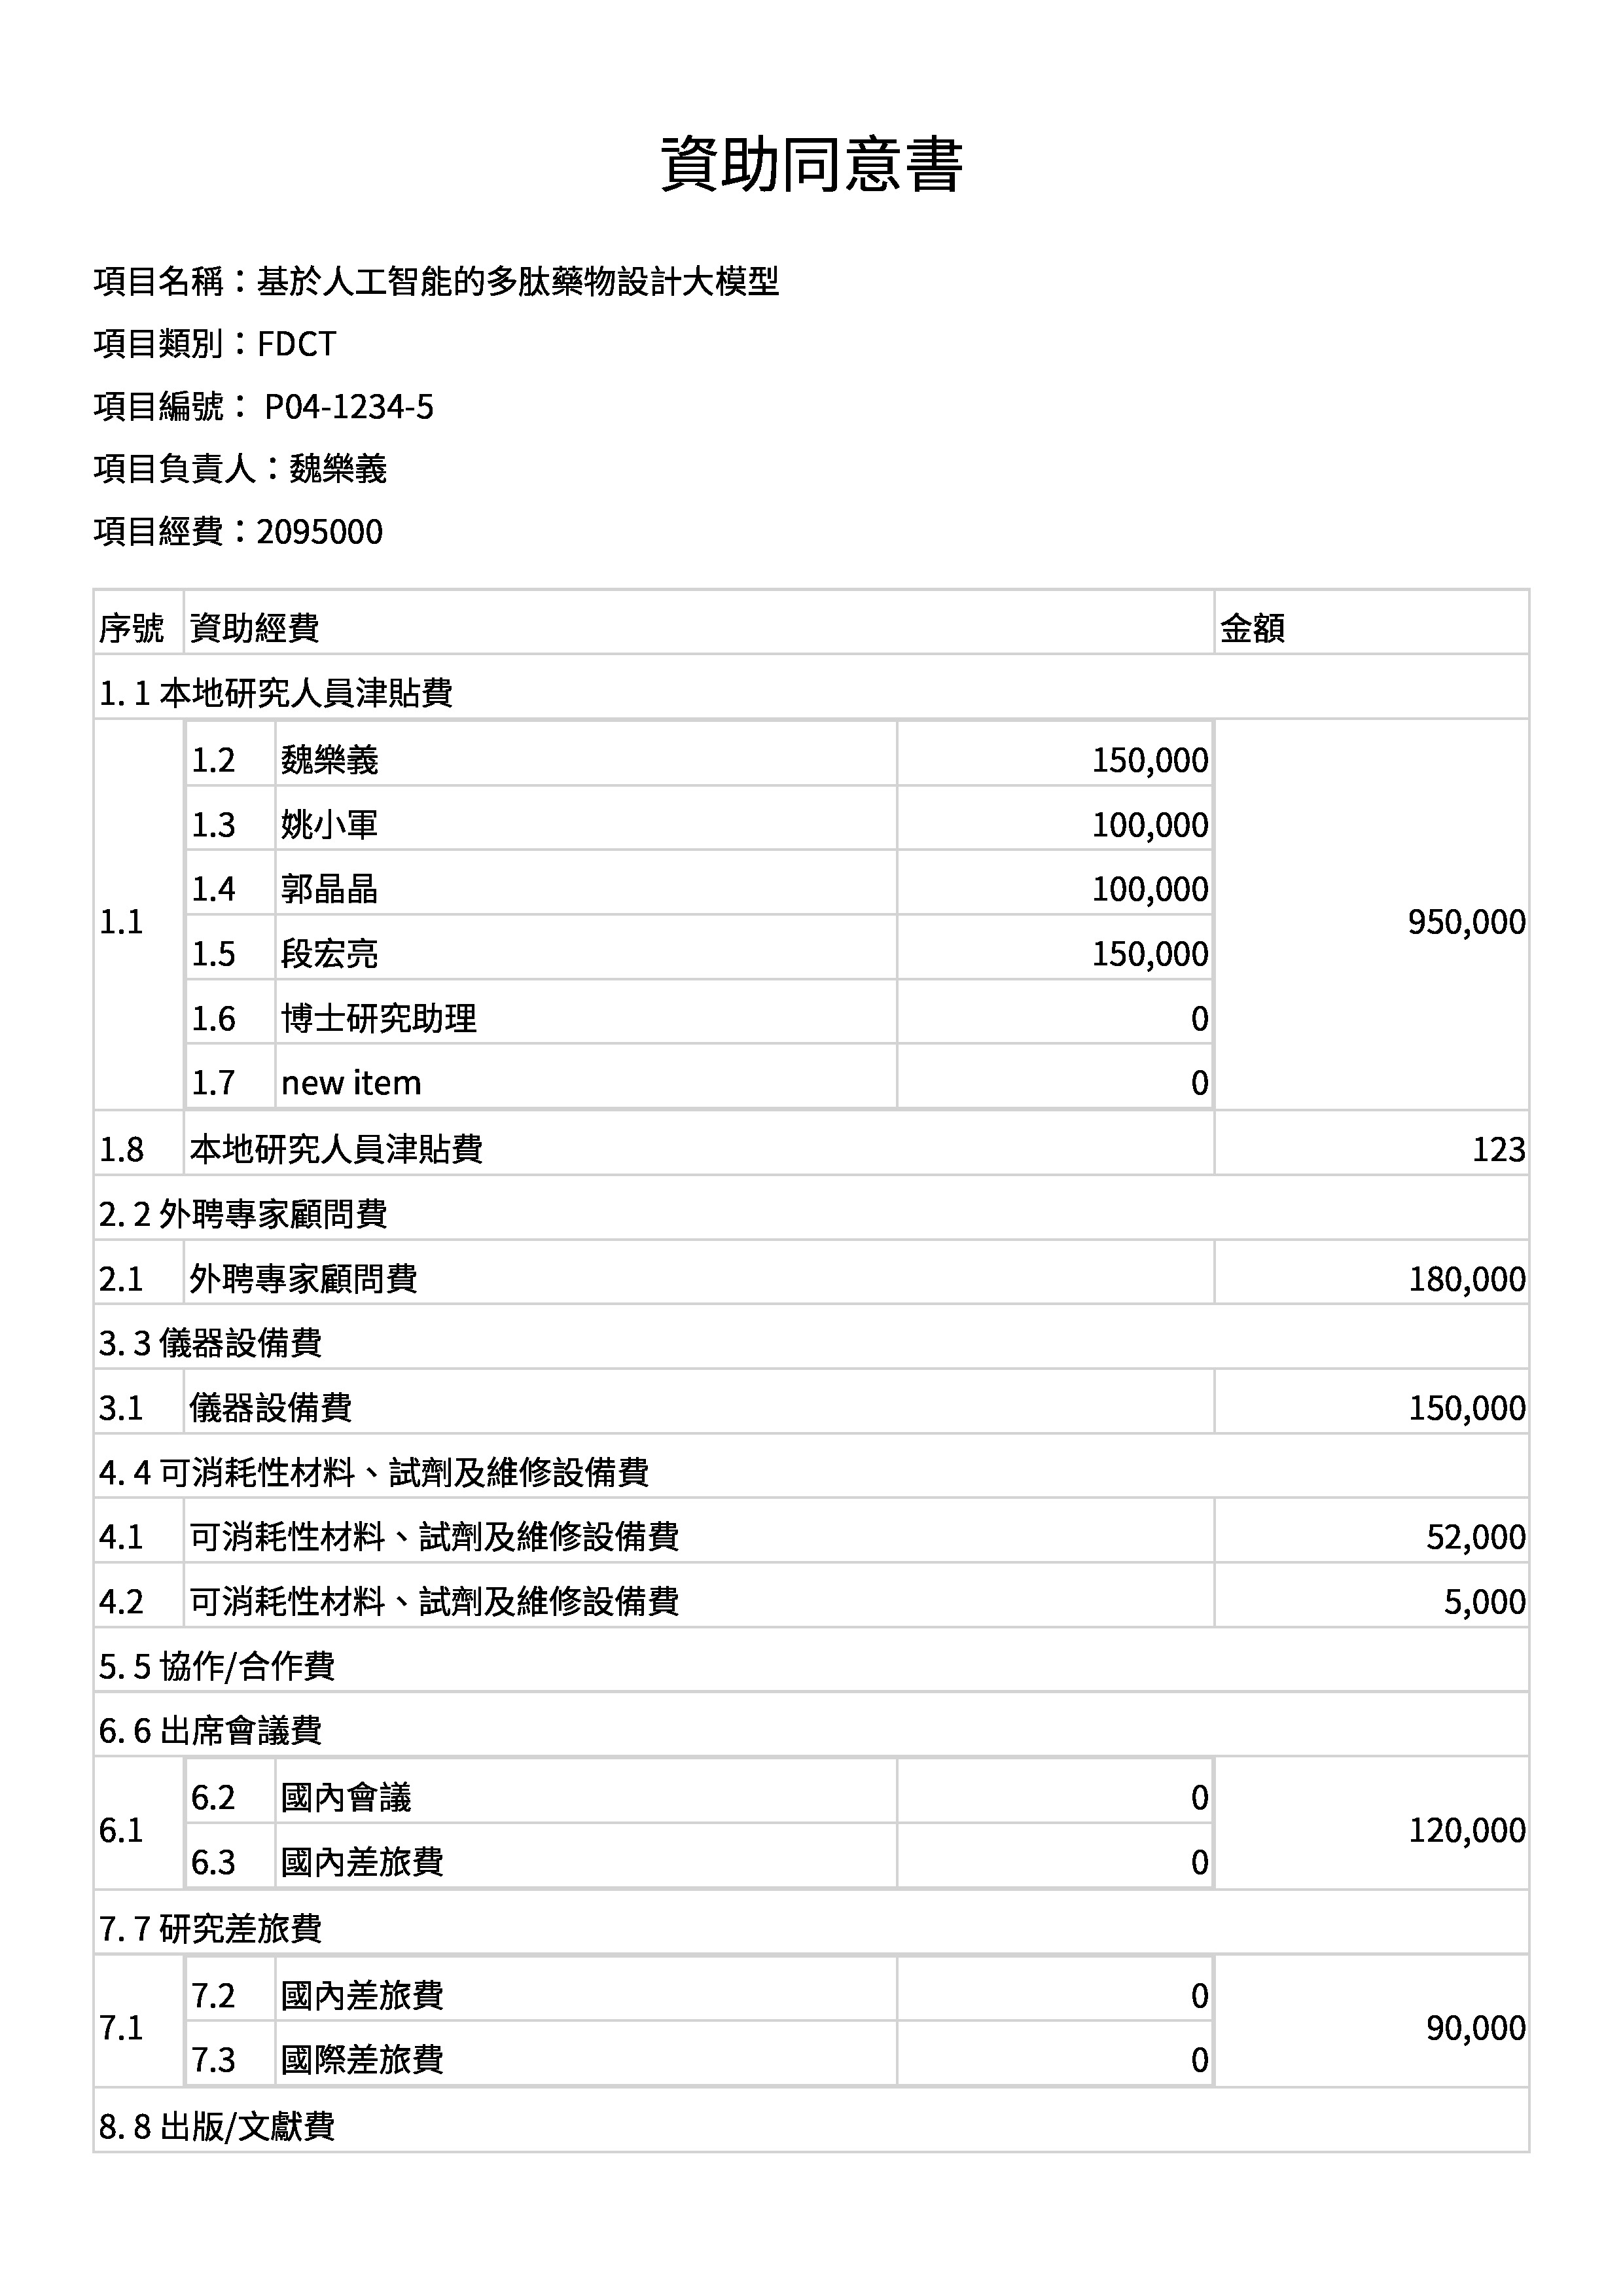 資助同意書
項目名稱：基於人工智能的多肽藥物設計大模型
項目類別：FDCT
項目編號： P04-1234-5
項目負責人：魏樂義
項目經費：2095000
序號 資助經費 金額
1. 1 本地研究人員津貼費
1.2 魏樂義 150,000
1.3 姚小軍 100,000
1.4 郭晶晶 100,000
1.1 950,000
1.5 段宏亮 150,000
1.6 博士研究助理 0
1.7 new item 0
1.8 本地研究人員津貼費 123
2. 2 外聘專家顧問費
2.1 外聘專家顧問費 180,000
3. 3 儀器設備費
3.1 儀器設備費 150,000
4. 4 可消耗性材料、試劑及維修設備費
4.1 可消耗性材料、試劑及維修設備費 52,000
4.2 可消耗性材料、試劑及維修設備費 5,000
5. 5 協作/合作費
6. 6 出席會議費
6.2 國內會議 0
6.1 120,000
6.3 國內差旅費 0
7. 7 研究差旅費
7.2 國內差旅費 0
7.1 90,000
7.3 國際差旅費 0
8. 8 出版/文獻費